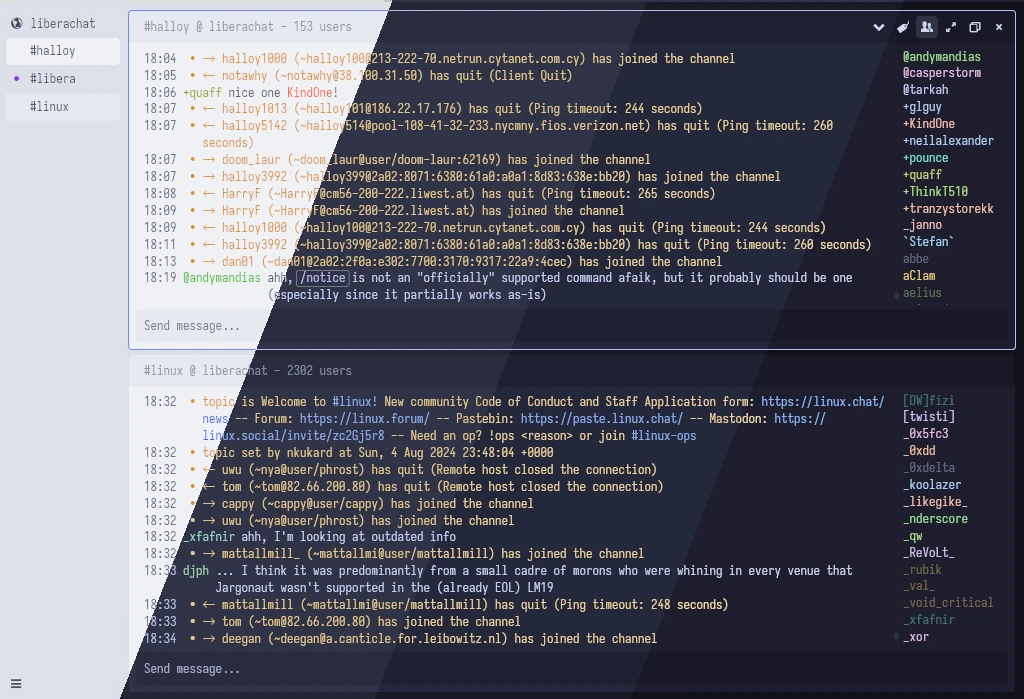 liberachat
#halloy
#libera
#linux
#halloy @ liberachat – 153 users
18:04 • → halloy1000 (~halloy100@213-222-70.netrun.cytanet.com.cy) has joined the channel
18:05 • ← notawhy (~notawhy@38.100.31.50) has quit (Client Quit)
18:06 +quaff nice one KindOne!
18:07 • ← halloy1013 (~halloy101@186.22.17.176) has quit (Ping timeout: 244 seconds)
18:07 • ← halloy5142 (~halloy514@pool-108-41-32-233.nycmny.fios.verizon.net) has quit (Ping timeout: 260
seconds)
18:07 • → doom_laur (~doom_laur@user/doom-laur:62169) has joined the channel
18:07 • → halloy3992 (~halloy399@2a02:8071:6380:61a0:a0a1:8d83:638e:bb20) has joined the channel
18:08 • ← HarryF (~HarryF@cm56-200-222.liwest.at) has quit (Ping timeout: 265 seconds)
18:09 • → HarryF (~HarryF@cm56-200-222.liwest.at) has joined the channel
18:09 • ← halloy1000 (~halloy100@213-222-70.netrun.cytanet.com.cy) has quit (Ping timeout: 244 seconds)
18:11 • ← halloy3992 (~halloy399@2a02:8071:6380:61a0:a0a1:8d83:638e:bb20) has quit (Ping timeout: 260 seconds)
18:13 • → dan01 (~dan01@2a02:2f0a:e302:7700:3170:9317:22a9:4cec) has joined the channel
18:19 @andymandias ahh, /notice is not an "officially" supported command afaik, but it probably should be one
(especially since it partially works as-is)
Send message...
@andymandias
@casperstorm
@tarkah
+glguy
+KindOne
+neilalexander
+pounce
+quaff
+ThinkT510
+tranzystorekk
_janno
`Stefan`
abbe
aClam
aelius
#linux @ liberachat – 2302 users
18:32 • topic is Welcome to #linux! New community Code of Conduct and Staff Application form: https://linux.chat/
news -- Forum: https://linux.forum/ -- Pastebin: https://paste.linux.chat/ -- Mastodon: https://
linux.social/invite/zc2Gj5r8 -- Need an op? !ops <reason> or join #linux-ops
18:32 • topic set by nkukard at Sun, 4 Aug 2024 23:48:04 +0000
18:32 • ← uwu (~nya@user/phrost) has quit (Remote host closed the connection)
18:32 • ← tom (~tom@82.66.200.80) has quit (Remote host closed the connection)
18:32 • → cappy (~cappy@user/cappy) has joined the channel
18:32 • → uwu (~nya@user/phrost) has joined the channel
18:32 _xfafnir ahh, I'm looking at outdated info
18:32 • → mattallmill_ (~mattallmi@user/mattallmill) has joined the channel
18:33 djph ... I think it was predominantly from a small cadre of morons who were whining in every venue that
Jargonaut wasn't supported in the (already EOL) LM19
18:33 • ← mattallmill (~mattallmi@user/mattallmill) has quit (Ping timeout: 248 seconds)
18:33 • → tom (~tom@82.66.200.80) has joined the channel
18:34 • → deegan (~deegan@a.canticle.for.leibowitz.nl) has joined the channel
Send message...
[DW]fizi
[twisti]
_0x5fc3
_0xdd
_0xdelta
_koolazer
_likegike_
_nderscore
_qw
_ReVoLt_
_rubik
_val_
_void_critical
_xfafnir
_xor